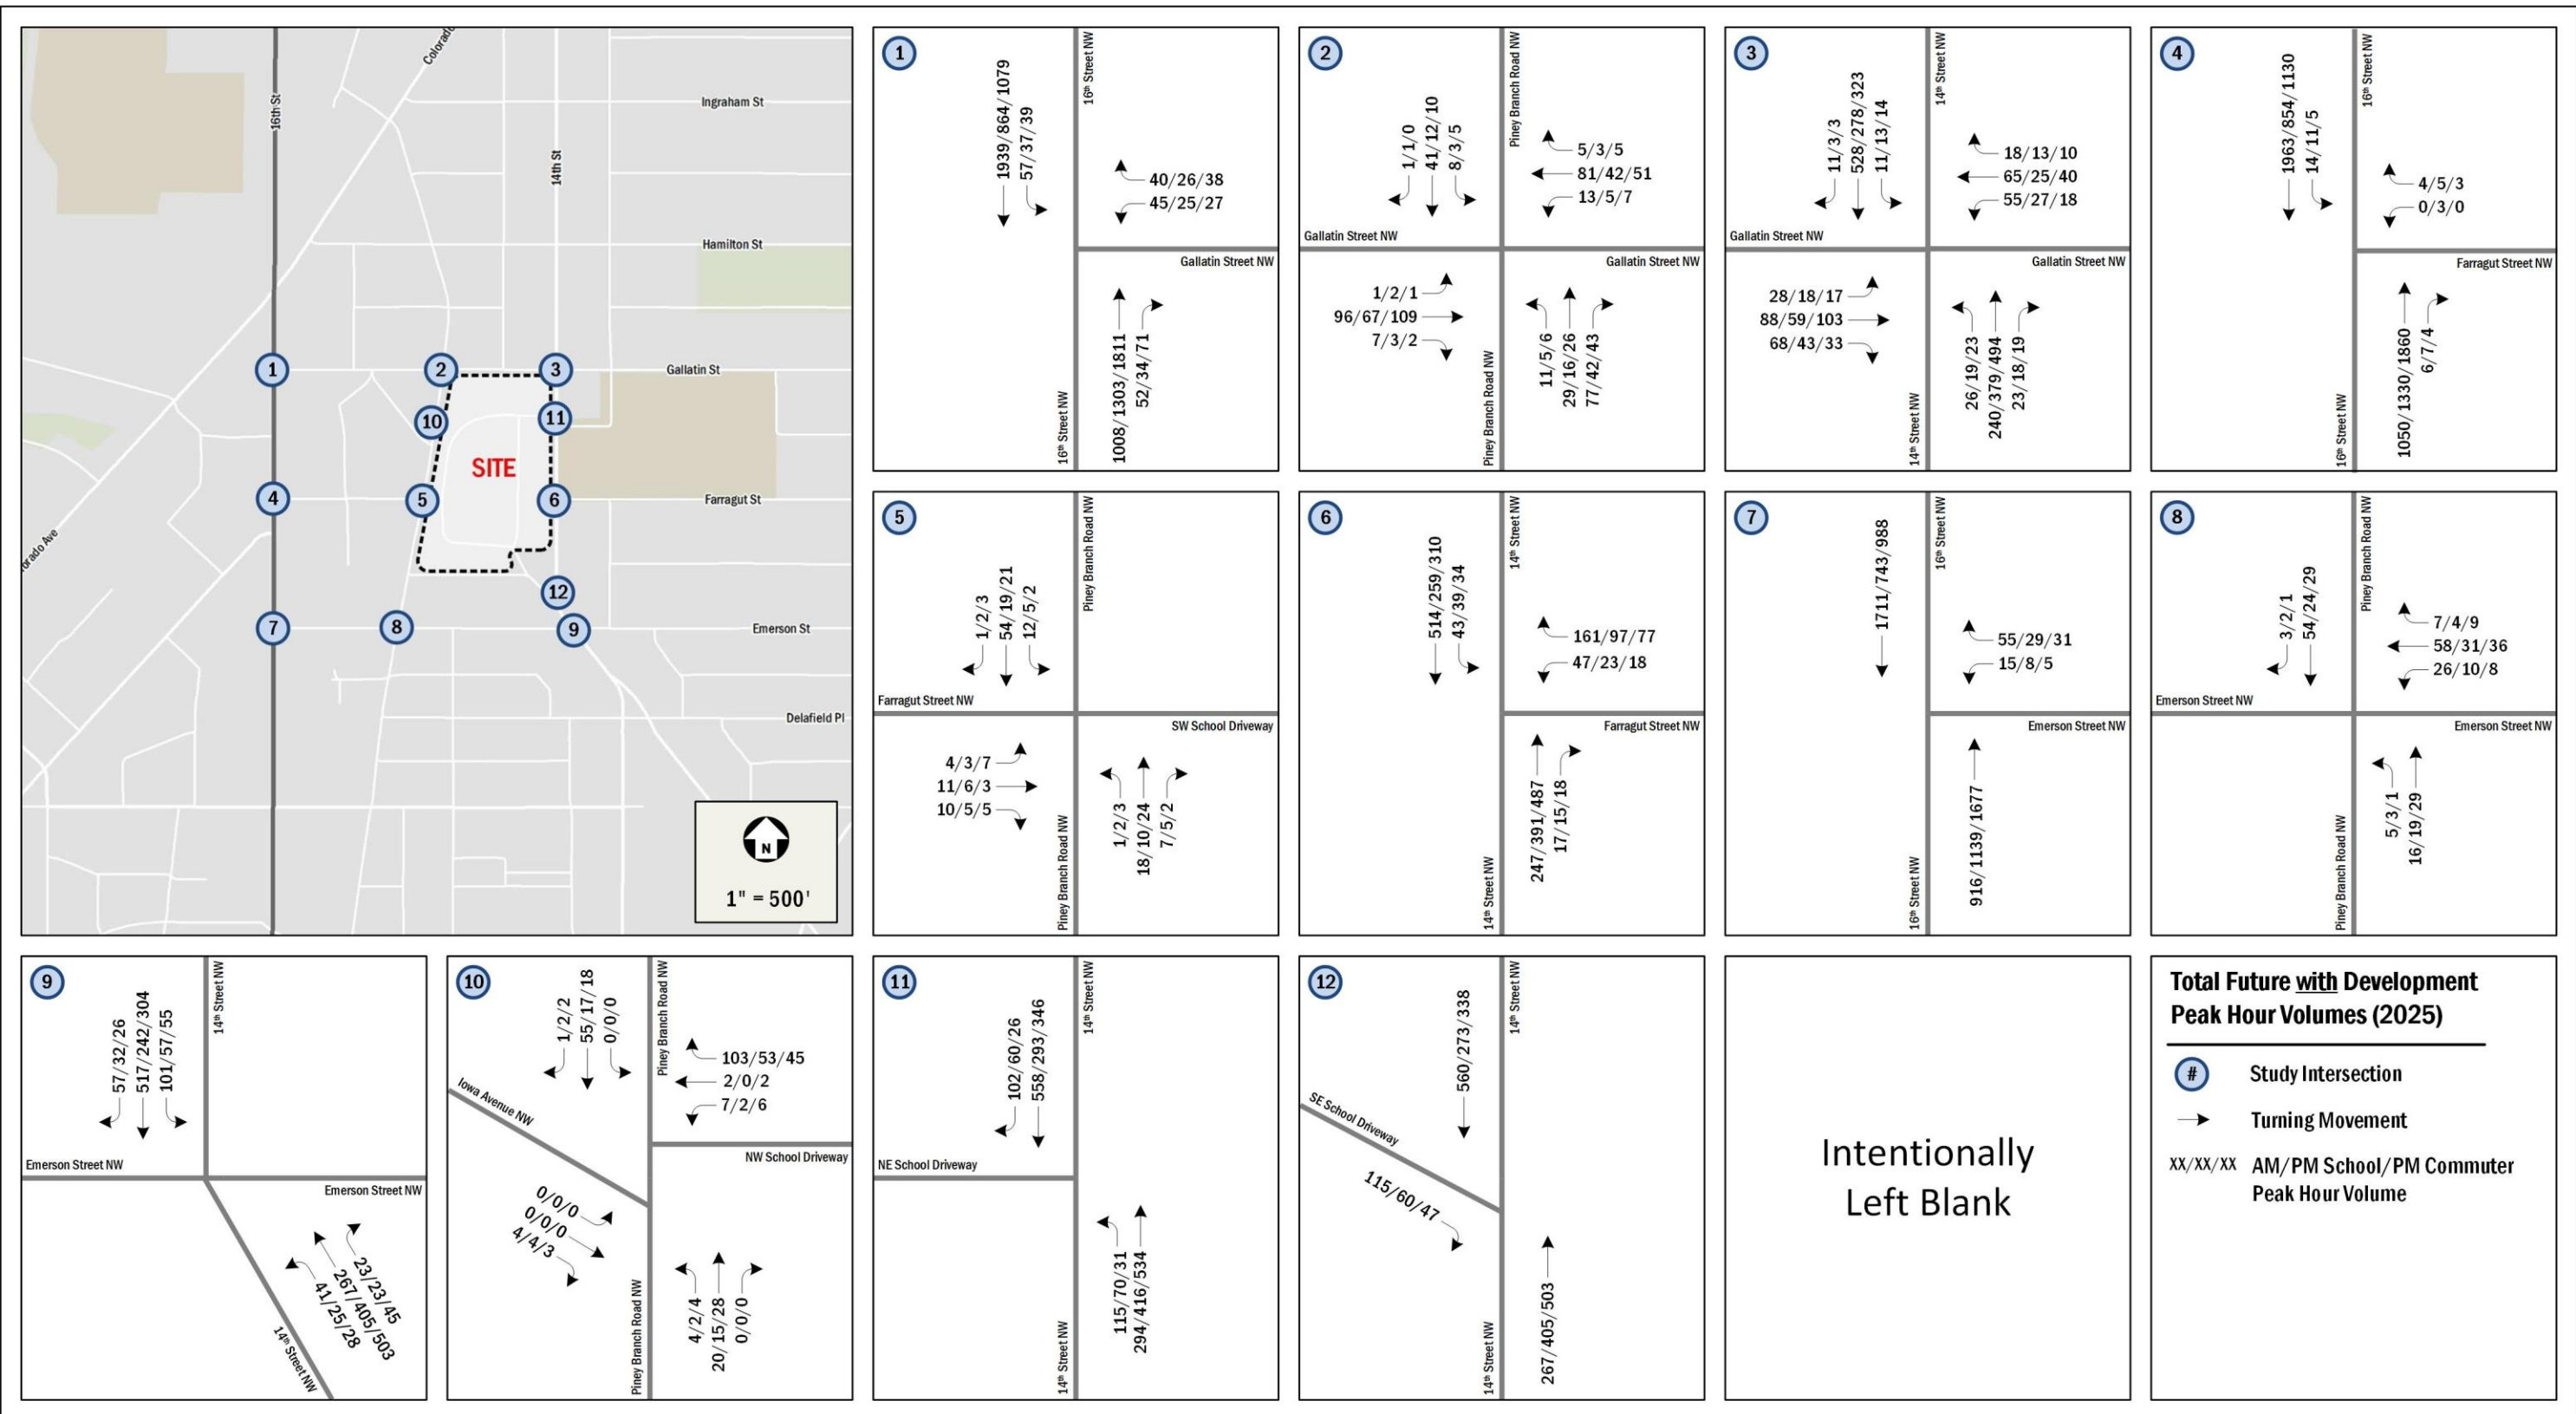 Colorado
16th St
Ingraham St
14th St
Hamilton St
1
2
3
Gallatin St
10
11
SITE
4
5
6
Farragut St
orado Ave
12
7
8
9
Emerson St
Delafield Pl
N
1" = 500'
1
16th Street NW
1939/864/1079
57/37/39
40/26/38
45/25/27
Gallatin Street NW
1008/1303/1811
52/34/71
16th Street NW
2
Piney Branch Road NW
1/1/0
41/12/10
8/3/5
5/3/5
81/42/51
13/5/7
Gallatin Street NW
Gallatin Street NW
1/2/1
96/67/109
7/3/2
11/5/6
29/16/26
77/42/43
Piney Branch Road NW
3
14th Street NW
11/3/3
528/278/323
11/13/14
18/13/10
65/25/40
55/27/18
Gallatin Street NW
Gallatin Street NW
28/18/17
88/59/103
68/43/33
26/19/23
240/379/494
23/18/19
14th Street NW
4
16th Street NW
1963/854/1130
14/11/5
4/5/3
0/3/0
Farragut Street NW
1050/1330/1860
6/7/4
16th Street NW
5
Piney Branch Road NW
1/2/3
54/19/21
12/5/2
Farragut Street NW
SW School Driveway
4/3/7
11/6/3
10/5/5
1/2/3
18/10/24
7/5/2
Piney Branch Road NW
6
14th Street NW
514/259/310
43/39/34
161/97/77
47/23/18
Farragut Street NW
247/391/487
17/15/18
14th Street NW
7
16th Street NW
1711/743/988
55/29/31
15/8/5
Emerson Street NW
916/1139/1677
16th Street NW
8
Piney Branch Road NW
3/2/1
54/24/29
7/4/9
58/31/36
26/10/8
Emerson Street NW
Emerson Street NW
5/3/1
16/19/29
Piney Branch Road NW
9
14th Street NW
57/32/26
517/242/304
101/57/55
Emerson Street NW
Emerson Street NW
23/23/45
267/405/503
41/25/28
14th Street NW
10
Piney Branch Road NW
1/2/2
55/17/18
0/0/0
103/53/45
2/0/2
7/2/6
Iowa Avenue NW
NW School Driveway
0/0/0
0/0/0
4/4/3
4/2/4
20/15/28
0/0/0
Piney Branch Road NW
11
14th Street NW
102/60/26
558/293/346
NE School Driveway
115/70/31
294/416/534
14th Street NW
12
14th Street NW
560/273/338
SE School Driveway
115/60/47
267/405/503
14th Street NW
Intentionally
Left Blank
Total Future with Development
Peak Hour Volumes (2025)
# Study Intersection
Turning Movement
XX/XX/XX AM/PM School/PM Commuter
Peak Hour Volume